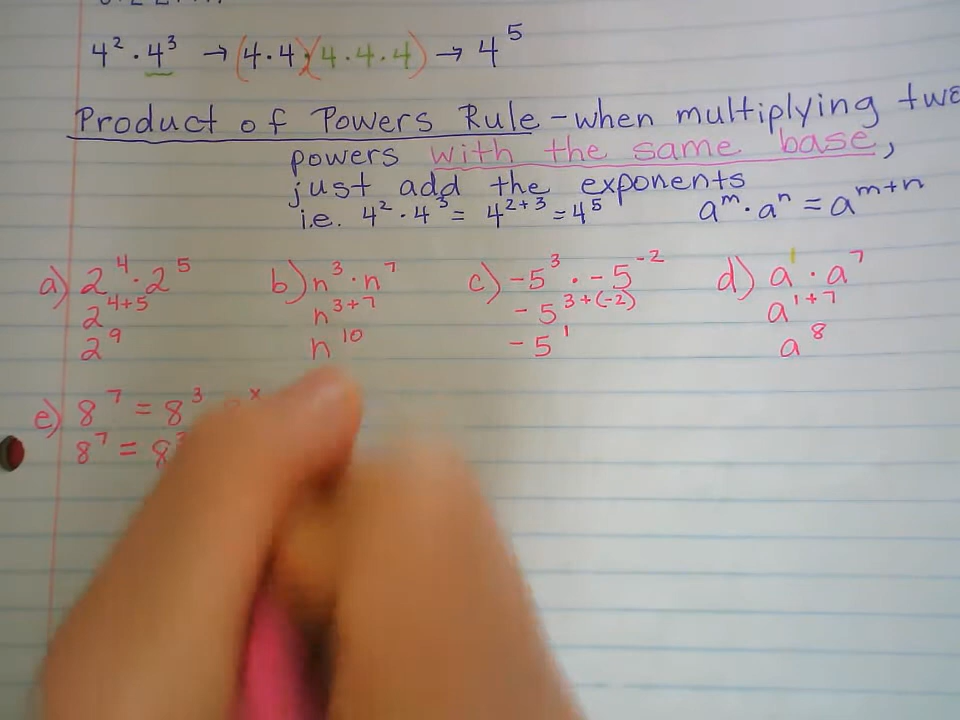 4² · 4³ → (4·4)·(4·4·4) → 4⁵
Product of Powers Rule - when multiplying two
powers with the same base,
just add the exponents
i.e. 4² · 4³ = 4²⁺³ = 4⁵ aᵐ · aⁿ = aᵐ⁺ⁿ
a) 2⁴ · 2⁵ b) n³ · n⁷ c) -5³ · -5⁻² d) a¹ · a⁷
2⁴⁺⁵ n³⁺⁷ -5³⁺⁽⁻²⁾ a¹⁺⁷
2⁹ n¹⁰ -5¹ a⁸
e) 8⁷ = 8³ ˣ
8⁷ = 8³